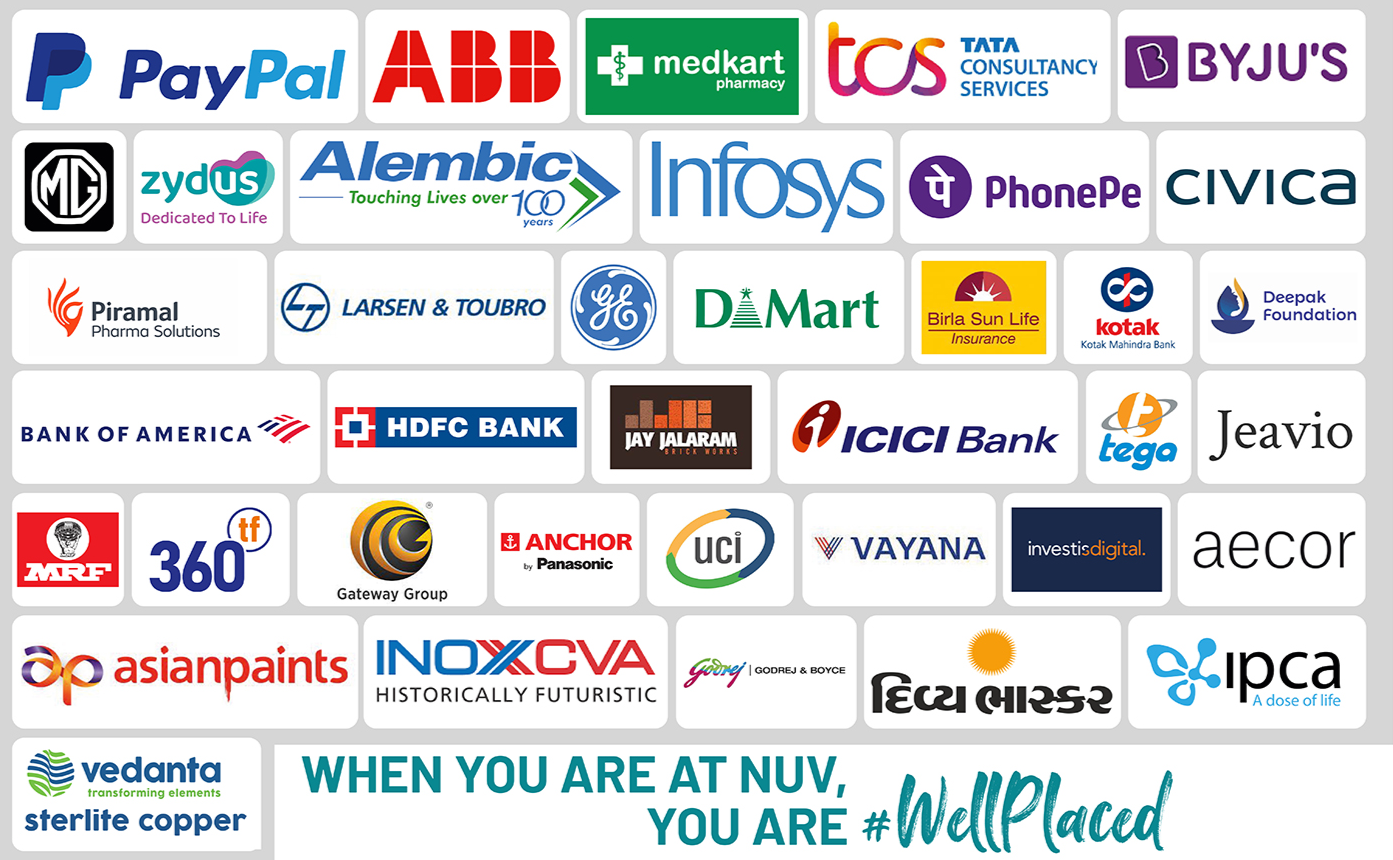 PayPal
ABB
medkart
pharmacy
tcs
TATA
CONSULTANCY
SERVICES
BYJU'S
MG
zydus
Dedicated To Life
Alembic
Touching Lives over 100
years
Infosys
पे PhonePe
CIVICA
Piramal
Pharma Solutions
LT LARSEN & TOUBRO
GE
D Mart
Birla Sun Life
Insurance
kotak
Kotak Mahindra Bank
Deepak
Foundation
BANK OF AMERICA
HDFC BANK
JAY JALARAM
BRICK WORKS
i ICICI Bank
t
tega
Jeavio
MRF
360 tf
®
Gateway Group
ANCHOR
by Panasonic
uci
VAYANA
investisdigital.
aecor
ap asianpaints
INOXCVA
HISTORICALLY FUTURISTIC
Godrej | GODREJ & BOYCE
દિવ્ય ભાસ્કર
ipca
A dose of life
vedanta
transforming elements
sterlite copper
WHEN YOU ARE AT NUV,
YOU ARE #WellPlaced